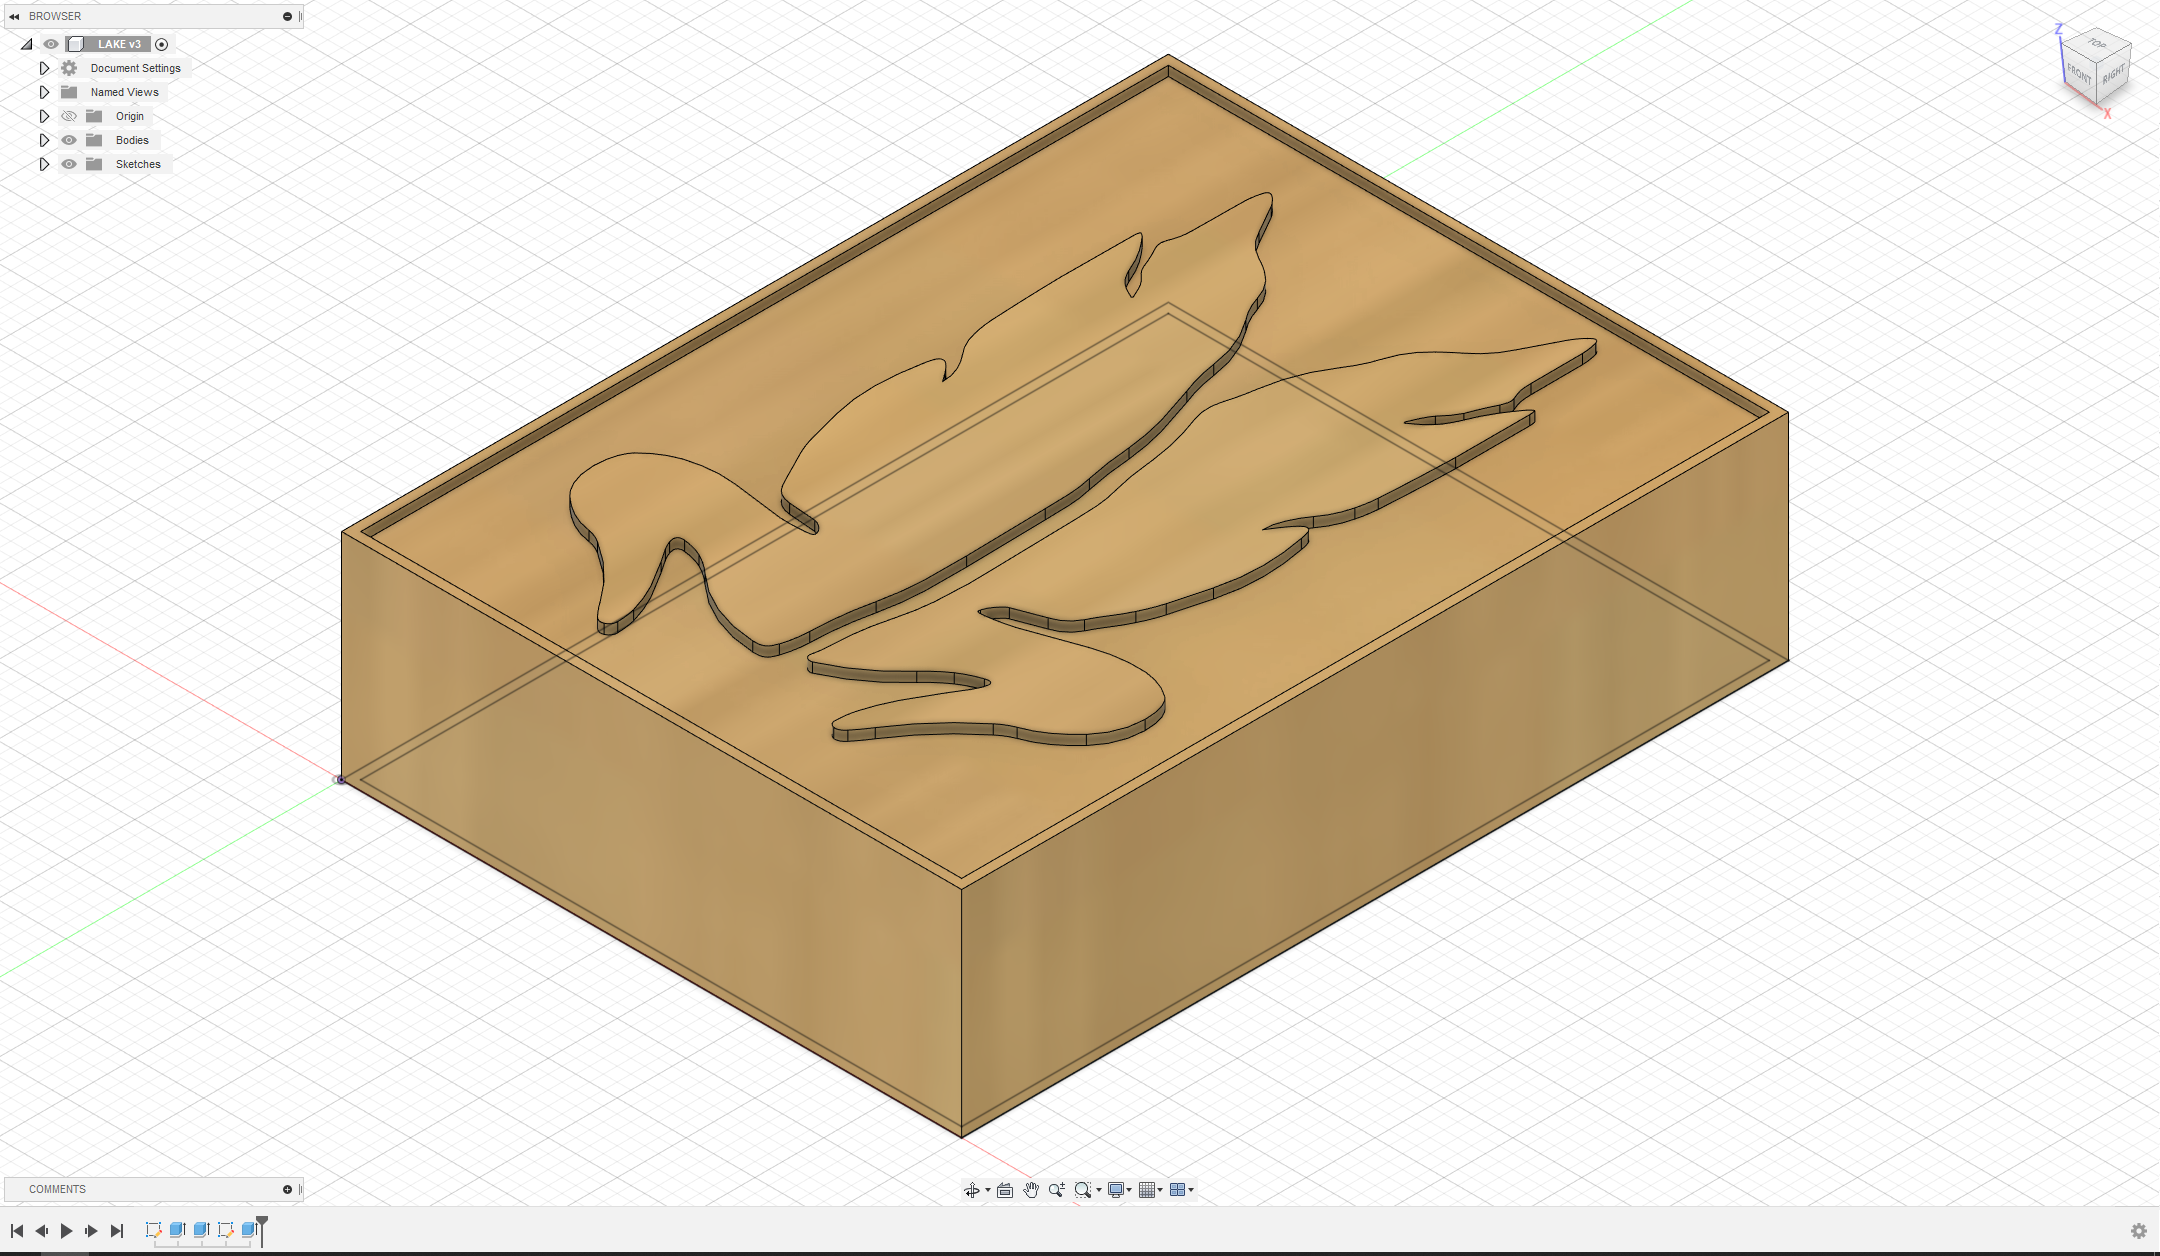 BROWSER
LAKE v3
Document Settings
Named Views
Origin
Bodies
Sketches
Z
TOP
FRONT
RIGHT
X
COMMENTS